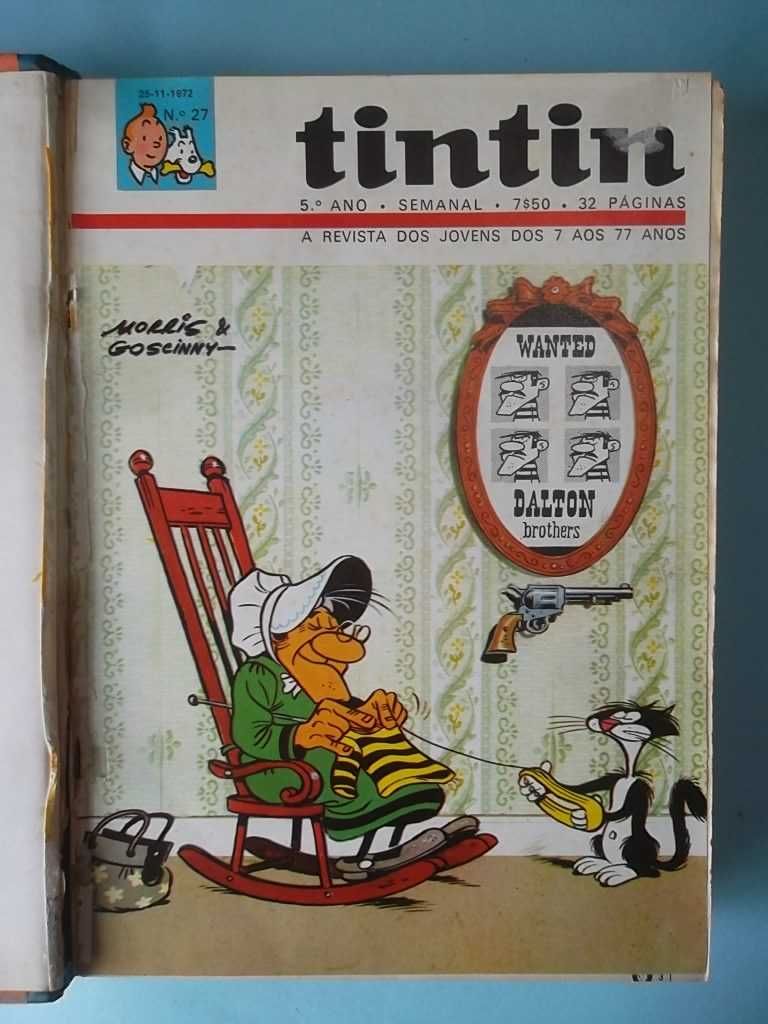 25-11-1972
N.º 27
tintin
5.º ANO • SEMANAL • 7$50 • 32 PÁGINAS
A REVISTA DOS JOVENS DOS 7 AOS 77 ANOS
MORRIS &
GOSCINNY
WANTED
DALTON
brothers